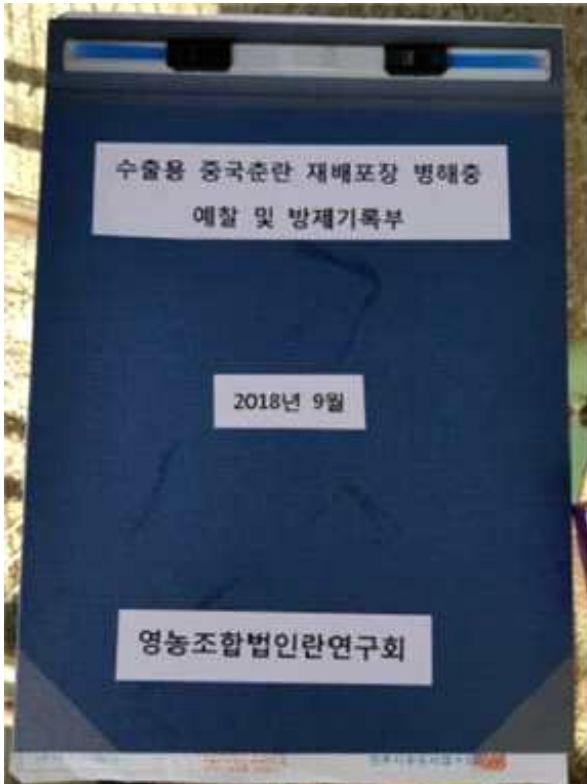 수출용 중국춘란 재배포장 병해충
예찰 및 방제기록부
2018년 9월
영농조합법인란연구회